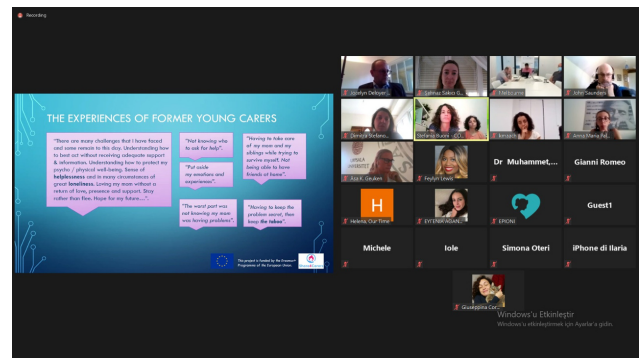 Recording
THE EXPERIENCES OF FORMER YOUNG CARERS
"There are many challenges that I have faced
and some remain to this day. Understanding how
to best act without receiving adequate support
& information. Understanding how to protect my
psycho / physical well-being. Sense of
helplessness and in many circumstances of
great loneliness. Loving my mom without a
return of love, presence and support. Stay
rather than flee. Hope for my future...".
"Not knowing who
to ask for help".
"Put aside
my emotions and
experiences".
"The worst part was
not knowing my mom
was having problems".
"Having to take care
of my mom and my
siblings while trying to
survive myself. Not
being able to have
friends at home".
"Having to keep the
problem secret, then
keep the taboo".
This project is funded by the Erasmus+
Programme of the European Union
John Saunders
Stefania Buoni
Anna Maria
Feylyn Lewis
Dr Muhammet,...
Gianni Romeo
H
Helena, Our Time
EPIONI
Guest1
Michele
Iole
Simona Oteri
iPhone di Ilaria
Giuseppina Cor...
Windows'u Etkinleştir
Windows'u etkinleştirmek için Ayarlar'a gidin.